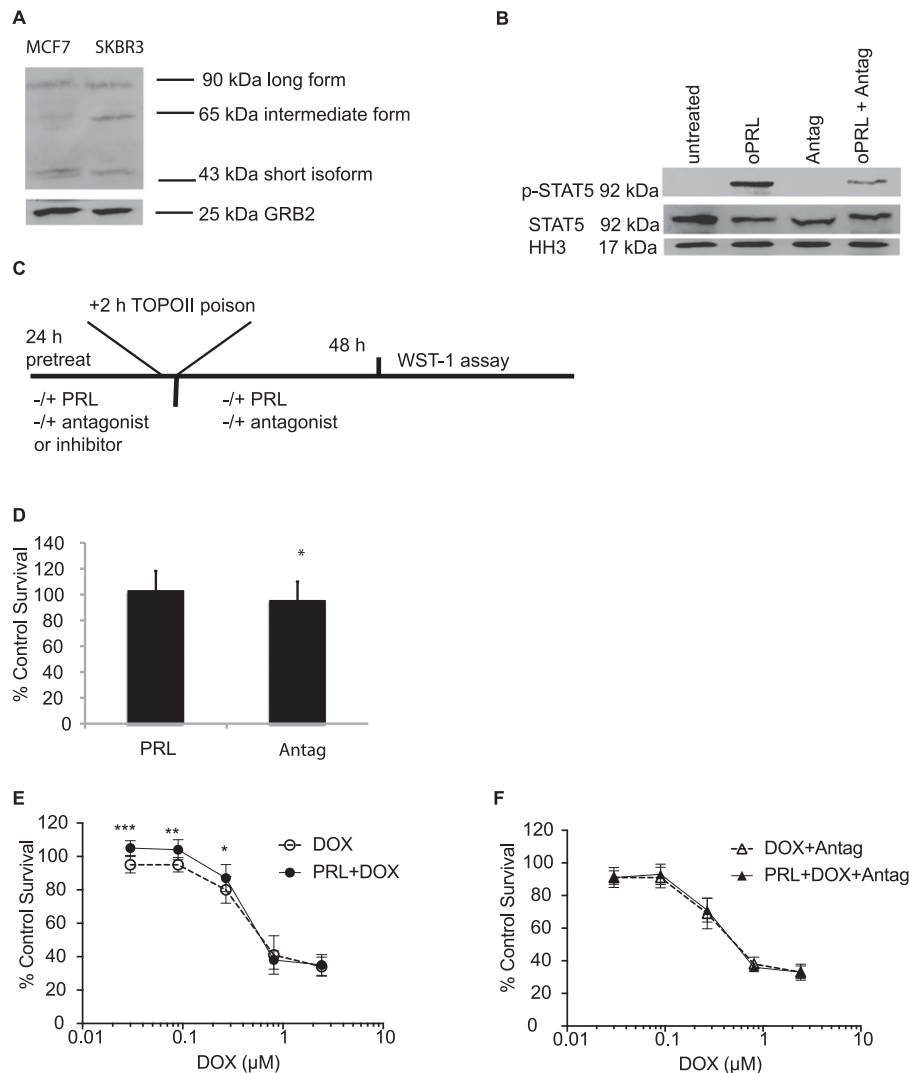 A
MCF7 SKBR3
90 kDa long form
65 kDa intermediate form
43 kDa short isoform
25 kDa GRB2
B
untreated
oPRL
Antag
oPRL + Antag
p-STAT5 92 kDa
STAT5 92 kDa
HH3 17 kDa
C
+2 h TOPOII poison
24 h
pretreat
48 h
WST-1 assay
-/+ PRL
-/+ antagonist
or inhibitor
-/+ PRL
-/+ antagonist
D
% Control Survival
140
120
100
80
60
40
20
0
*
PRL
Antag
E
% Control Survival
120
100
80
60
40
20
0
***
**
*
DOX
PRL+DOX
0.01
0.1
1
10
DOX (µM)
F
% Control Survival
120
100
80
60
40
20
0
DOX+Antag
PRL+DOX+Antag
0.01
0.1
1
10
DOX (µM)